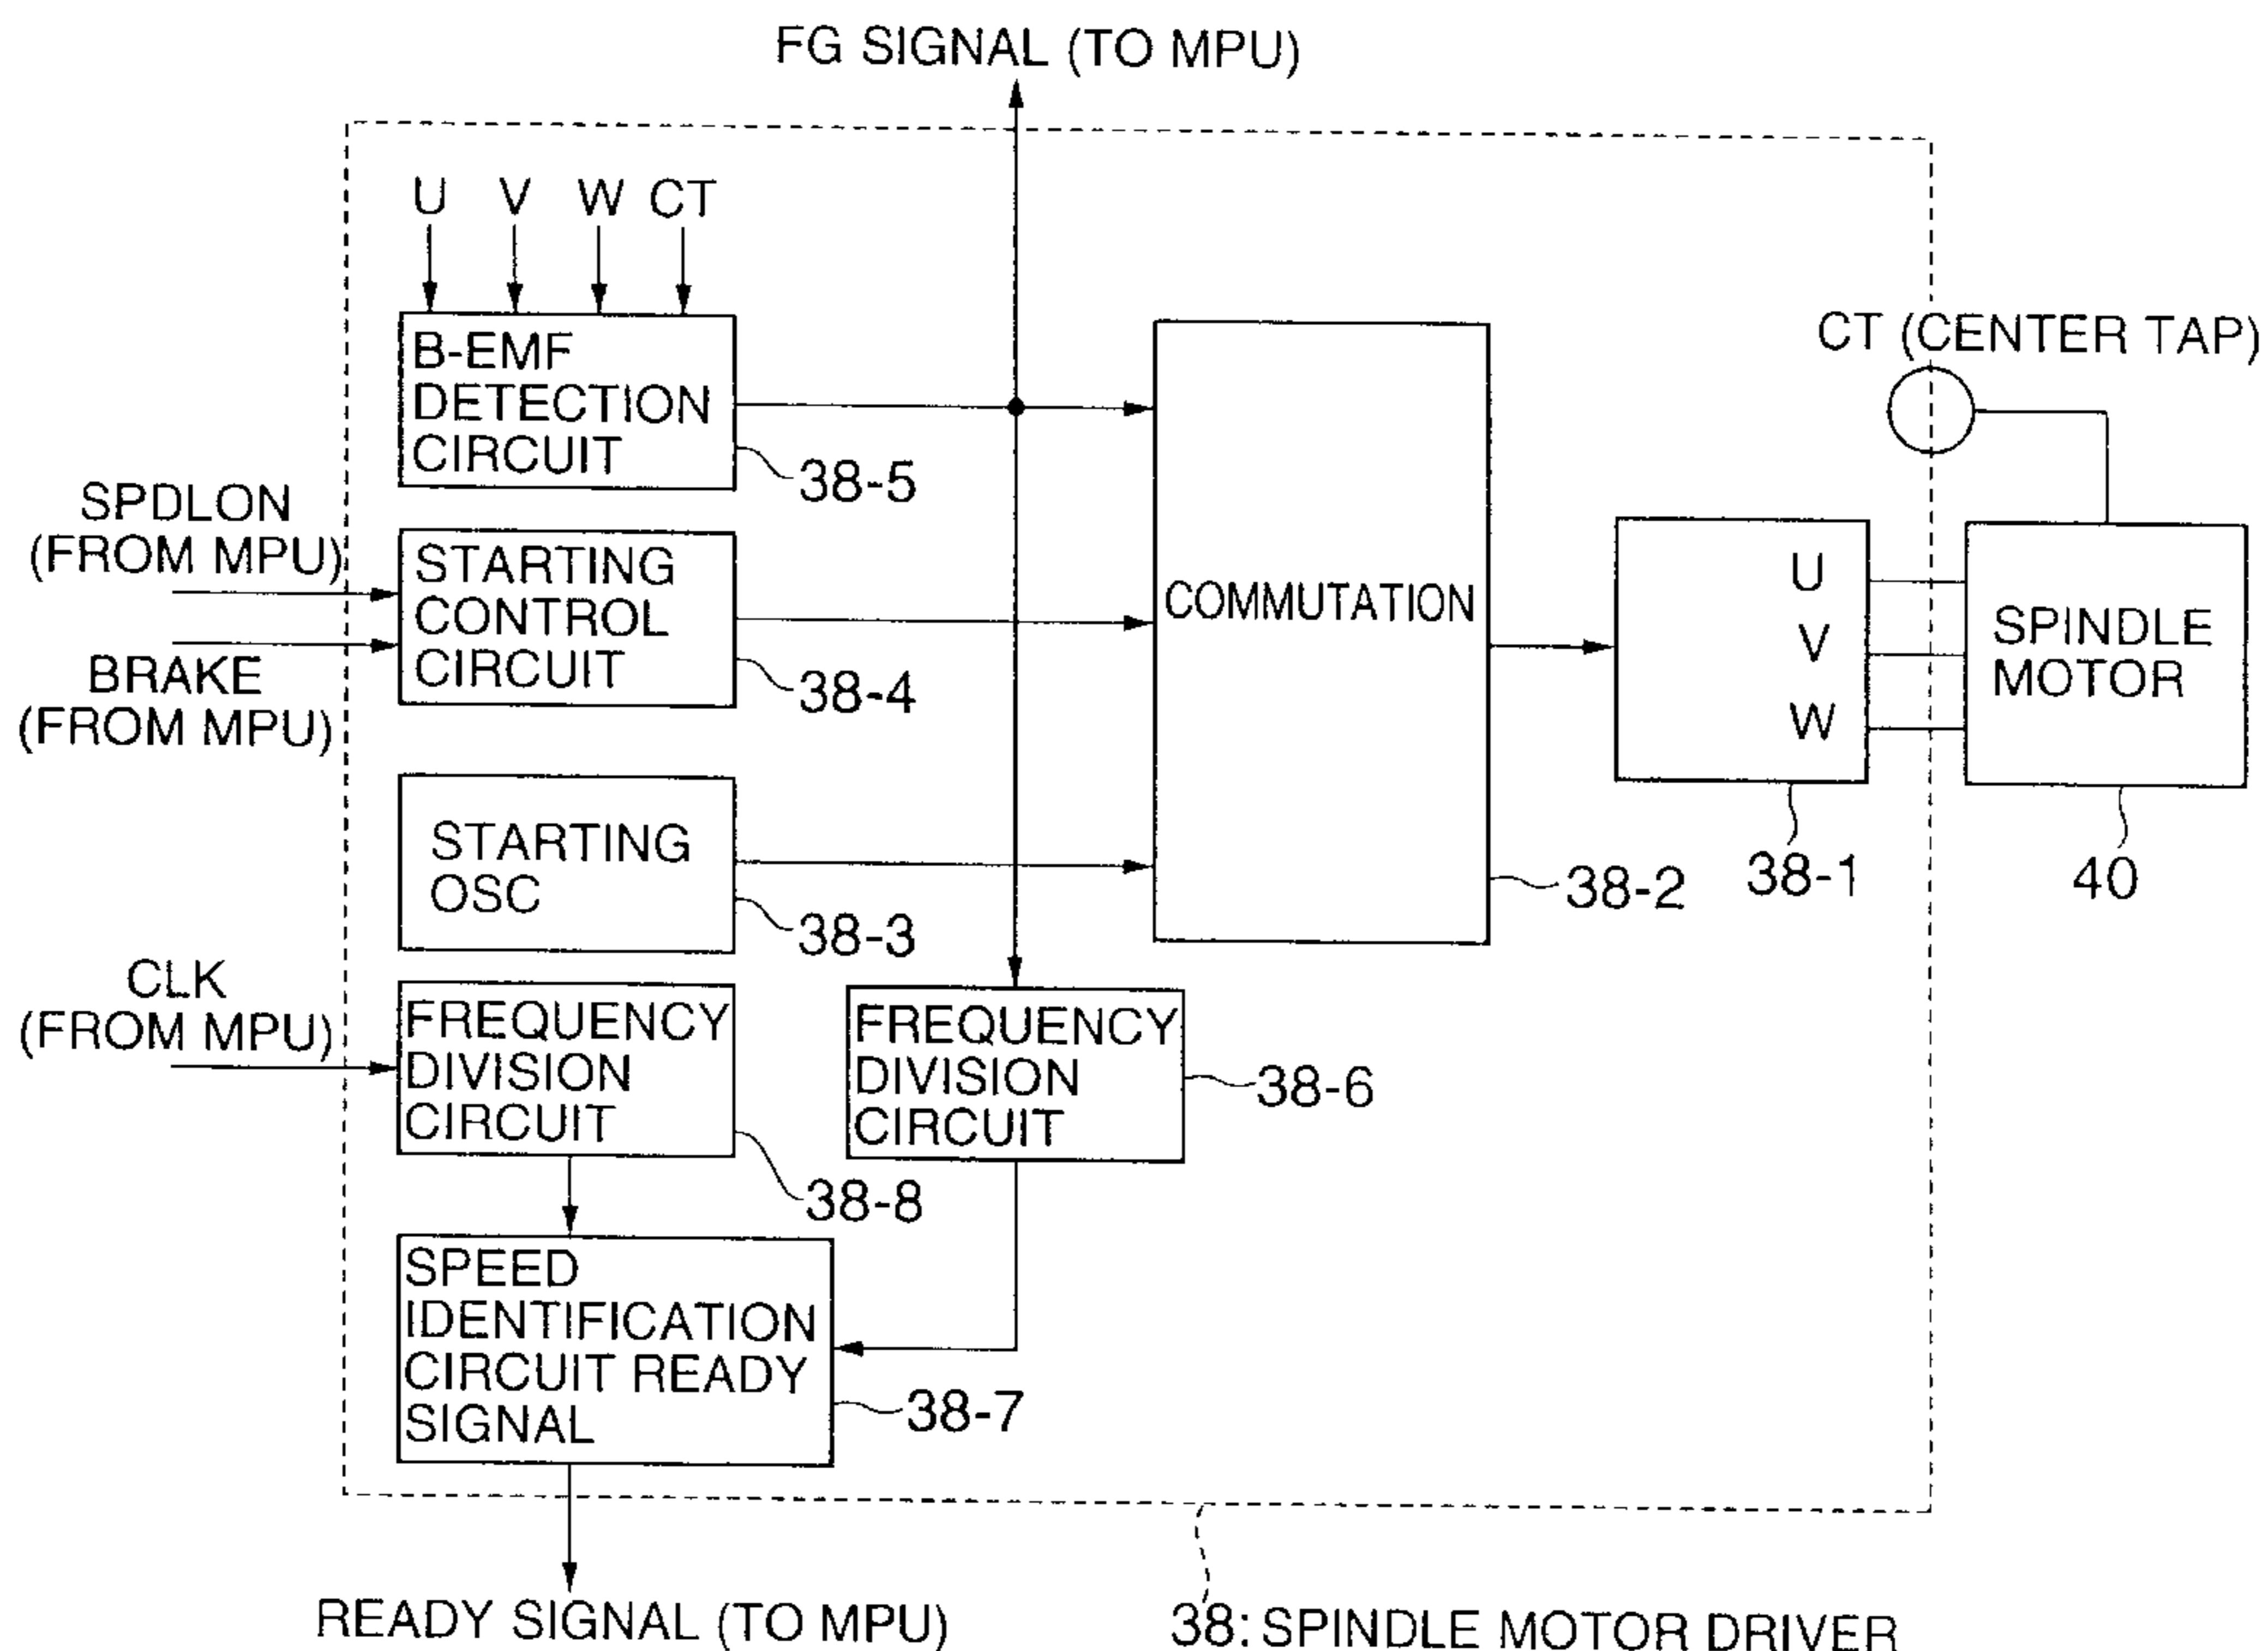 FG SIGNAL (TO MPU)
U V W CT
B-EMF
DETECTION
CIRCUIT
38-5
CT (CENTER TAP)
SPDLON
(FROM MPU)
STARTING
CONTROL
CIRCUIT
38-4
BRAKE
(FROM MPU)
COMMUTATION
38-2
U
V
W
38-1
SPINDLE
MOTOR
40
STARTING
OSC
38-3
CLK
(FROM MPU)
FREQUENCY
DIVISION
CIRCUIT
38-8
FREQUENCY
DIVISION
CIRCUIT
38-6
SPEED
IDENTIFICATION
CIRCUIT READY
SIGNAL
38-7
READY SIGNAL (TO MPU)
38: SPINDLE MOTOR DRIVER